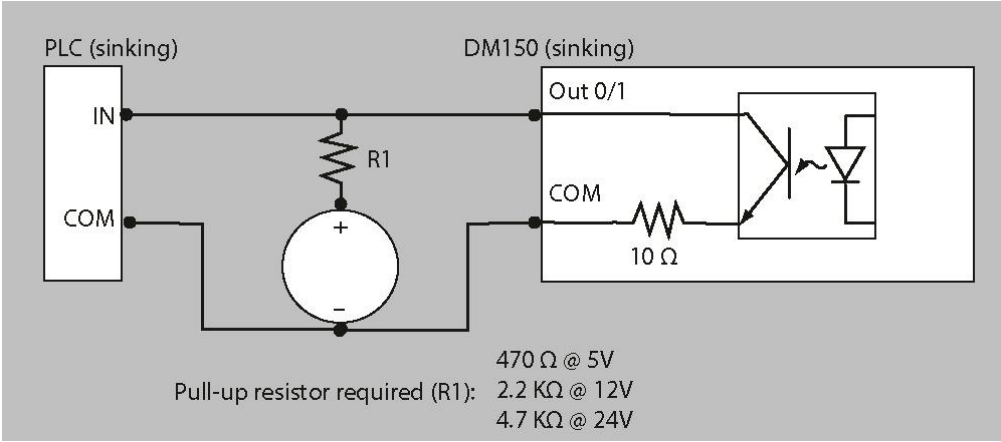 PLC (sinking)
DM150 (sinking)
IN
Out 0/1
R1
COM
COM
+
10 Ω
–
470 Ω @ 5V
Pull-up resistor required (R1): 2.2 KΩ @ 12V
4.7 KΩ @ 24V